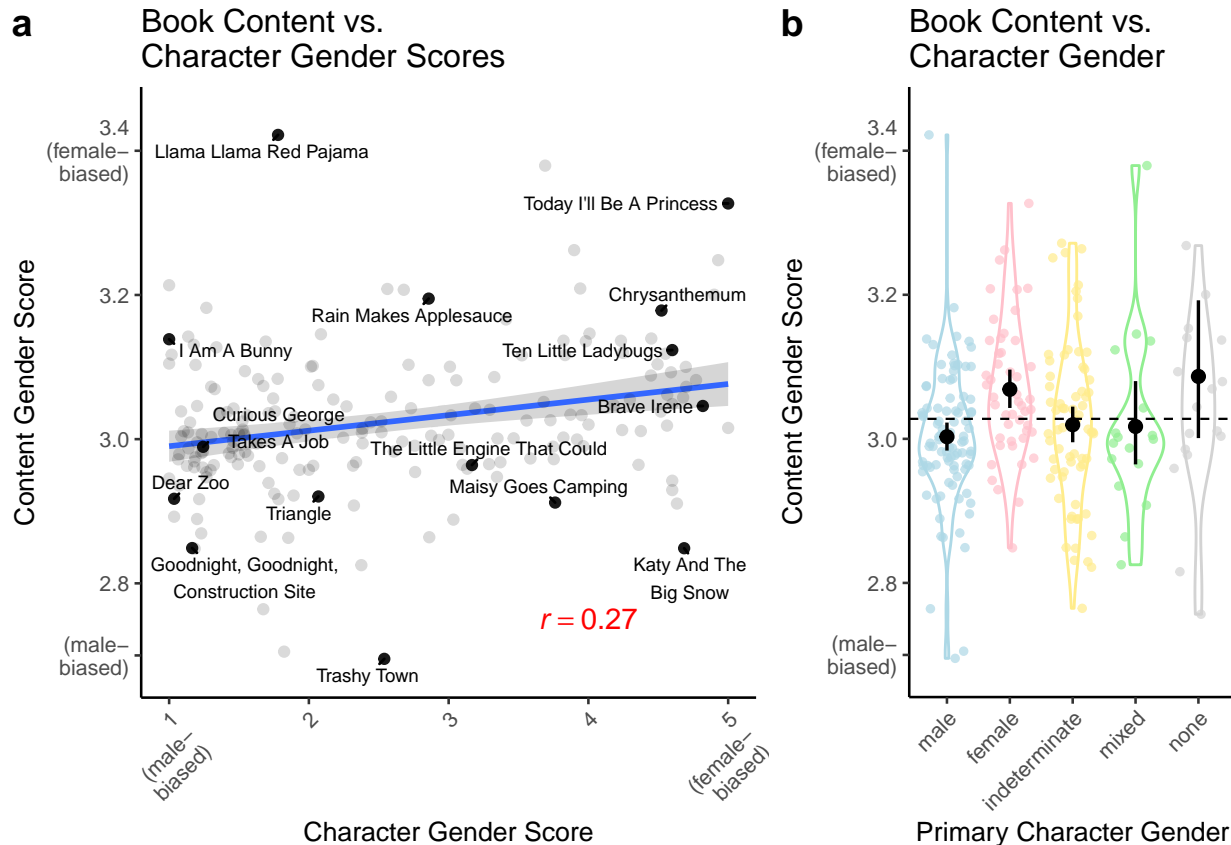 a
Book Content vs.
Character Gender Scores
Content Gender Score
3.4
(female–
biased)
3.2
3.0
2.8
(male–
biased)
Llama Llama Red Pajama
Today I'll Be A Princess
Rain Makes Applesauce
Chrysanthemum
I Am A Bunny
Ten Little Ladybugs
Brave Irene
Curious George
Takes A Job
The Little Engine That Could
Dear Zoo
Maisy Goes Camping
Triangle
Goodnight, Goodnight,
Construction Site
Katy And The
Big Snow
r = 0.27
Trashy Town
1
(male–
biased)
2
3
4
5
(female–
biased)
Character Gender Score
b
Book Content vs.
Character Gender
Content Gender Score
3.4
(female–
biased)
3.2
3.0
2.8
(male–
biased)
male
female
indeterminate
mixed
none
Primary Character Gender